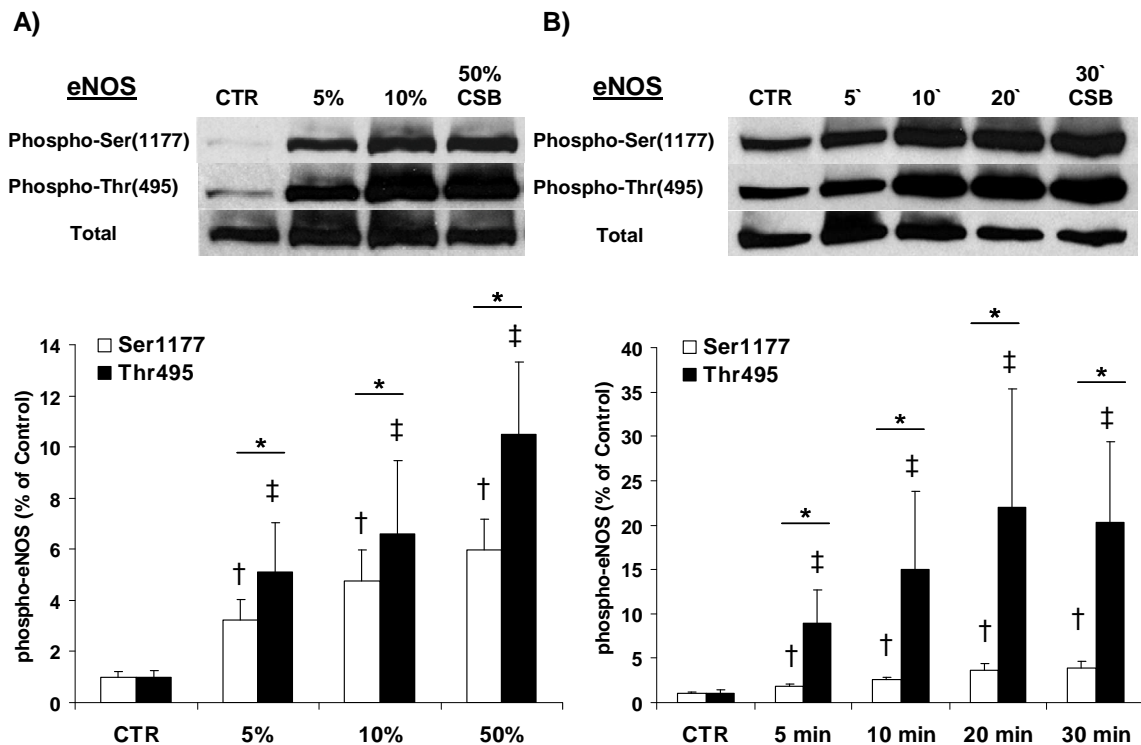 A)
eNOS
CTR 5% 10% 50% CSB
Phospho-Ser(1177)
Phospho-Thr(495)
Total
*
14
12
10
8
6
4
2
0
phospho-eNOS (% of Control)
Ser1177
Thr495
* * 
† ‡ † ‡ † ‡
CTR 5% 10% 50%
B)
eNOS
CTR 5` 10` 20` 30` CSB
Phospho-Ser(1177)
Phospho-Thr(495)
Total
* *
40
35
30
25
20
15
10
5
0
phospho-eNOS (% of Control)
Ser1177
Thr495
* *
† ‡ † ‡ † ‡ † ‡
CTR 5 min 10 min 20 min 30 min